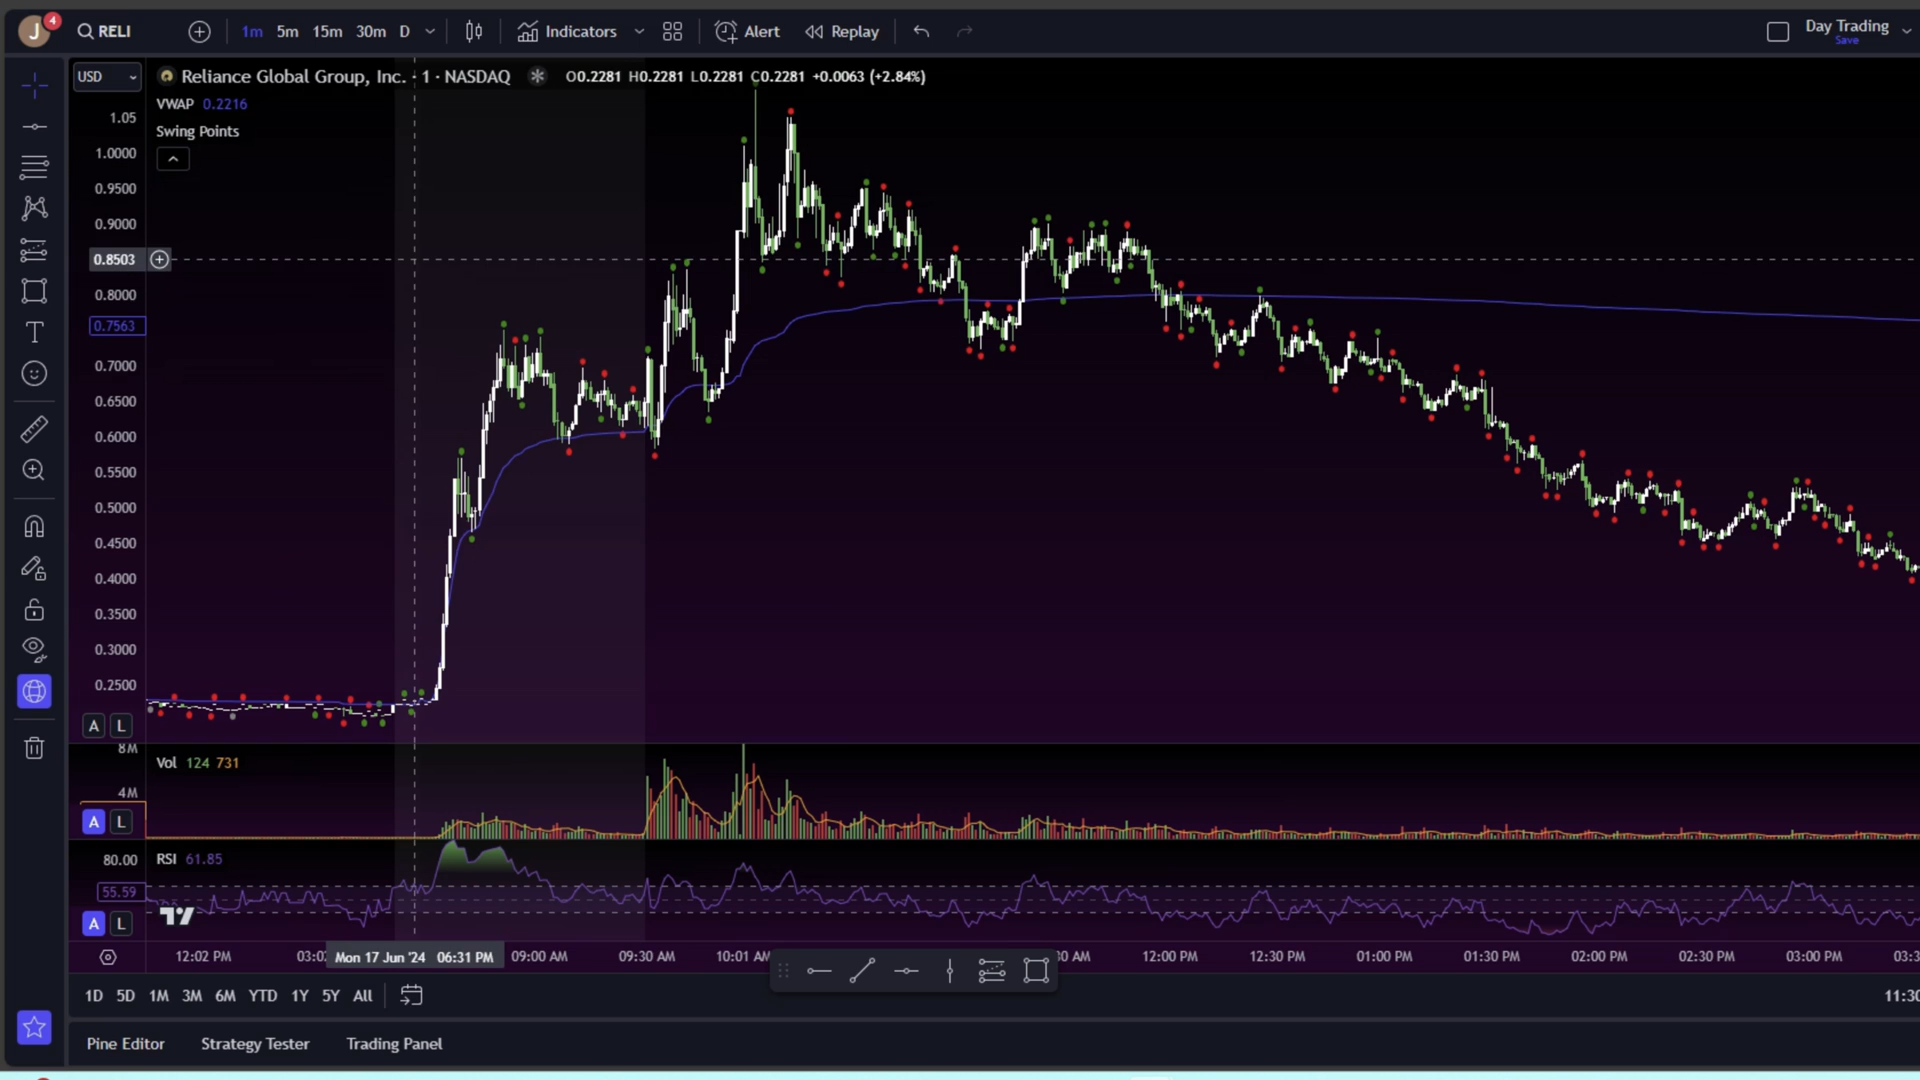 J 4 RELI 1m 5m 15m 30m D Indicators Alert Replay Day Trading
Save
USD Reliance Global Group, Inc. · 1 · NASDAQ O0.2281 H0.2281 L0.2281 C0.2281 +0.0063 (+2.84%)
VWAP 0.2216
1.05
Swing Points
1.0000
0.9500
0.9000
0.8503
0.8000
0.7563
0.7000
0.6500
0.6000
0.5500
0.5000
0.4500
0.4000
0.3500
0.3000
0.2500
A L
8M
Vol 124 731
4M
A L
80.00 RSI 61.85
55.59
A L
12:02 PM Mon 17 Jun '24 06:31 PM 09:00 AM 09:30 AM 10:01 AM 12:00 PM 12:30 PM 01:00 PM 01:30 PM 02:00 PM 02:30 PM 03:00 PM
1D 5D 1M 3M 6M YTD 1Y 5Y All
Pine Editor Strategy Tester Trading Panel